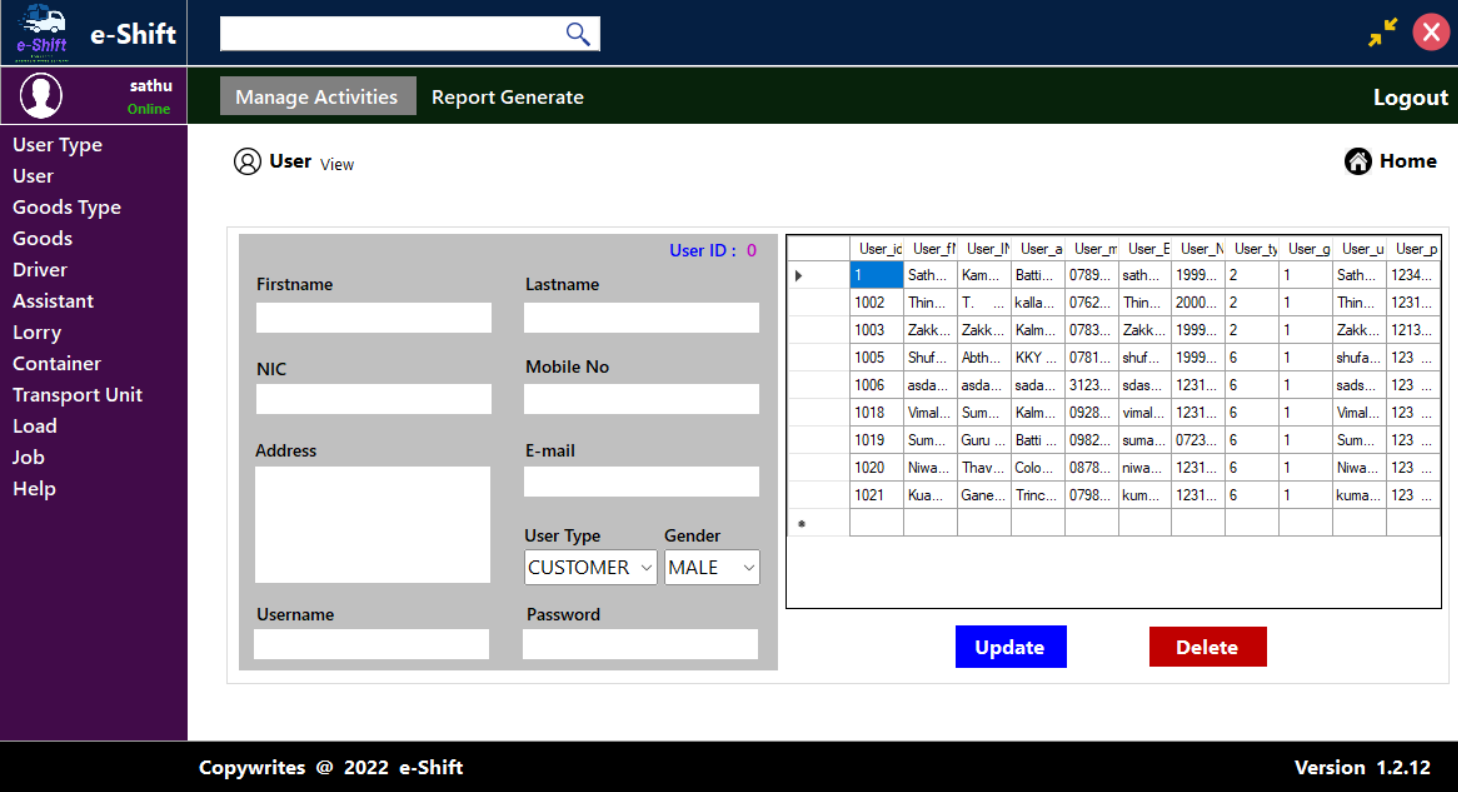 e-Shift
e-Shift
sathu
Online
Manage Activities
Report Generate
Logout
User Type
User
Goods Type
Goods
Driver
Assistant
Lorry
Container
Transport Unit
Load
Job
Help
User View
Home
User ID : 0
Firstname
Lastname
NIC
Mobile No
Address
E-mail
User Type
Gender
CUSTOMER
MALE
Username
Password
User_id User_fN User_lN User_a User_m User_E User_N User_ty User_g User_u User_p
1 Sath... Kam... Batti... 0789... sath... 1999... 2 1 Sath... 1234...
1002 Thin... T. ... kalla... 0762... Thin... 2000... 2 1 Thin... 1231...
1003 Zakk... Zakk... Kalm... 0783... Zakk... 1999... 2 1 Zakk... 1213...
1005 Shuf... Abth... KKY ... 0781... shuf... 1999... 6 1 shufa... 123 ...
1006 asda... asda... sada... 3123... sdas... 1231... 6 1 sads... 123 ...
1018 Vimal... Sum... Kalm... 0928... vimal... 1231... 6 1 Vimal... 123 ...
1019 Sum... Guru ... Batti ... 0982... suma... 0723... 6 1 Sum... 123 ...
1020 Niwa... Thav... Colo... 0878... niwa... 1231... 6 1 Niwa... 123 ...
1021 Kua... Gane... Trinc... 0798... kum... 1231... 6 1 kuma... 123 ...
Update
Delete
Copywrites @ 2022 e-Shift
Version 1.2.12